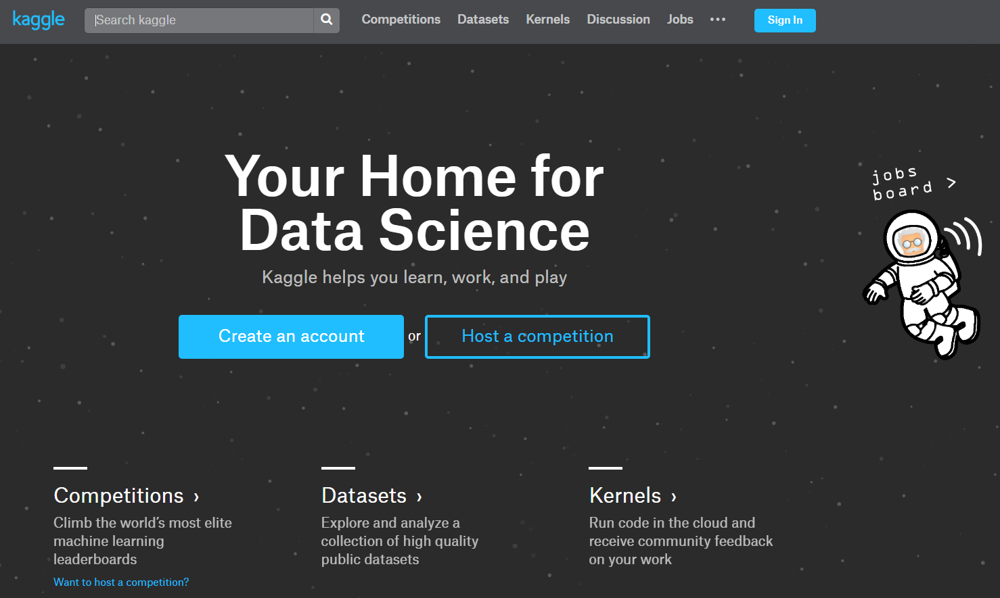 kaggle
Search kaggle
Competitions
Datasets
Kernels
Discussion
Jobs
•••
Sign In
Your Home for
Data Science
Kaggle helps you learn, work, and play
Create an account
or
Host a competition
jobs
board >
Competitions ›
Climb the world’s most elite
machine learning
leaderboards
Want to host a competition?
Datasets ›
Explore and analyze a
collection of high quality
public datasets
Kernels ›
Run code in the cloud and
receive community feedback
on your work